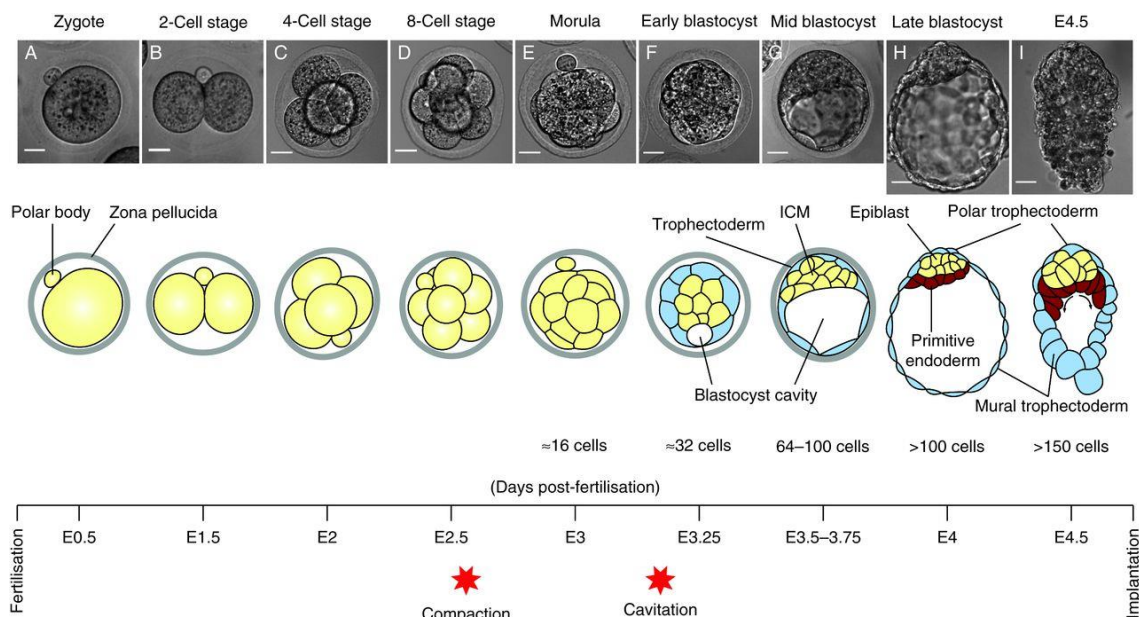 Zygote
2-Cell stage
4-Cell stage
8-Cell stage
Morula
Early blastocyst
Mid blastocyst
Late blastocyst
E4.5
A
B
C
D
E
F
G
H
I
Polar body
Zona pellucida
Trophectoderm
ICM
Epiblast
Polar trophectoderm
Primitive
endoderm
Blastocyst cavity
Mural trophectoderm
≈16 cells
≈32 cells
64–100 cells
>100 cells
>150 cells
(Days post-fertilisation)
Fertilisation
E0.5
E1.5
E2
E2.5
E3
E3.25
E3.5–3.75
E4
E4.5
Implantation
Compaction
Cavitation